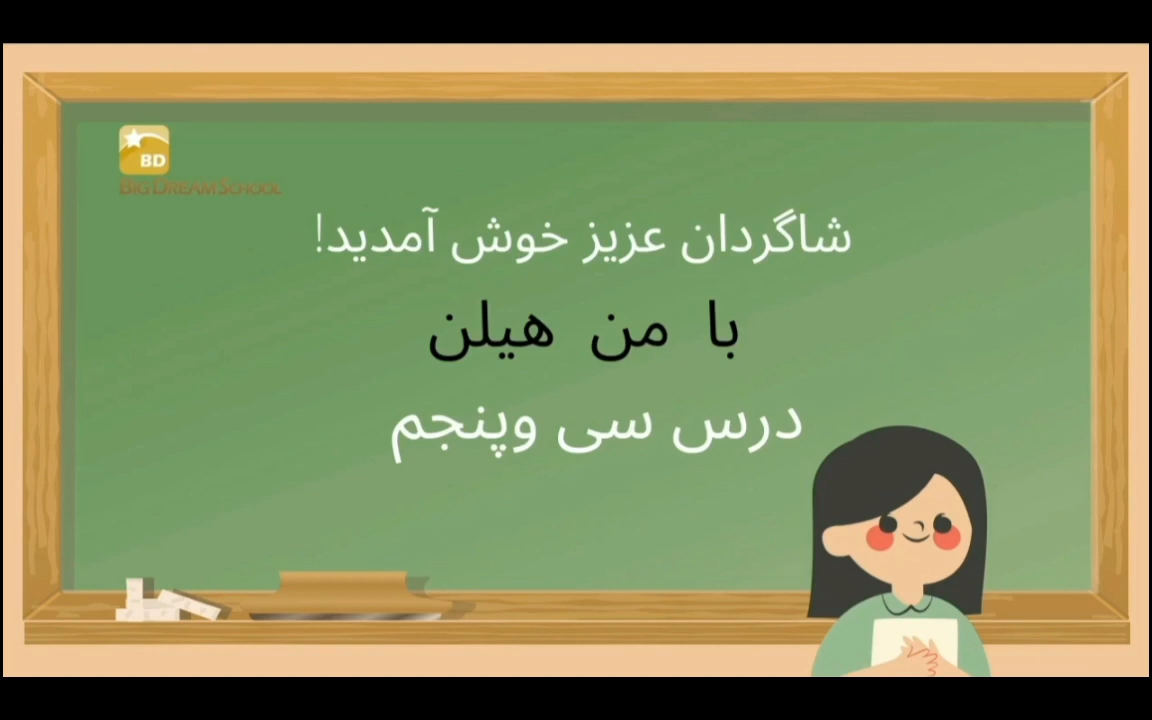 BD
BIG DREAM SCHOOL
شاگردان عزیز خوش آمدید!
با من هیلن
درس سی وپنجم